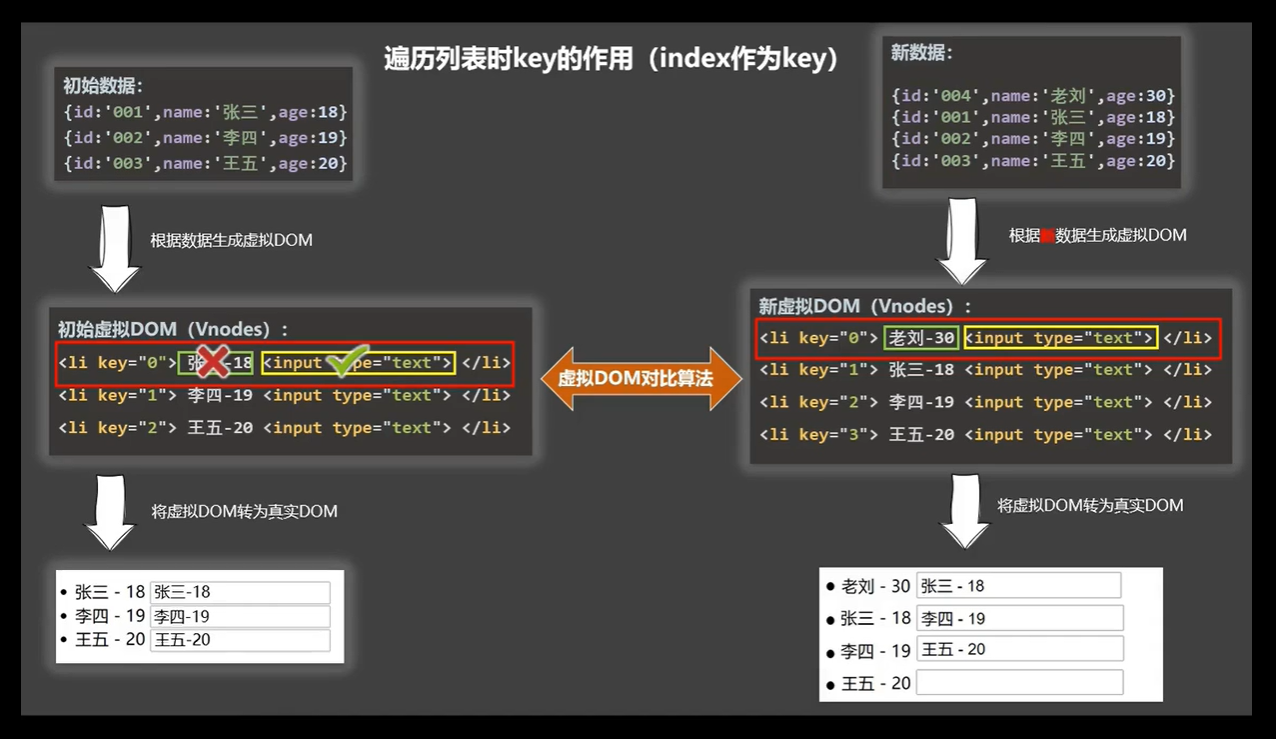 遍历列表时key的作用（index作为key）
初始数据：
{id:'001',name:'张三',age:18}
{id:'002',name:'李四',age:19}
{id:'003',name:'王五',age:20}
根据数据生成虚拟DOM
初始虚拟DOM（Vnodes）:
<li key="0"> 张-18 <input type="text"> </li>
<li key="1"> 李四-19 <input type="text"> </li>
<li key="2"> 王五-20 <input type="text"> </li>
将虚拟DOM转为真实DOM
• 张三 - 18 张三-18
• 李四 - 19 李四-19
• 王五 - 20 王五-20
虚拟DOM对比算法
新数据：
{id:'004',name:'老刘',age:30}
{id:'001',name:'张三',age:18}
{id:'002',name:'李四',age:19}
{id:'003',name:'王五',age:20}
根据数据生成虚拟DOM
新虚拟DOM（Vnodes）:
<li key="0"> 老刘-30 <input type="text"> </li>
<li key="1"> 张三-18 <input type="text"> </li>
<li key="2"> 李四-19 <input type="text"> </li>
<li key="3"> 王五-20 <input type="text"> </li>
将虚拟DOM转为真实DOM
• 老刘 - 30 张三 - 18
• 张三 - 18 李四 - 19
• 李四 - 19 王五 - 20
• 王五 - 20